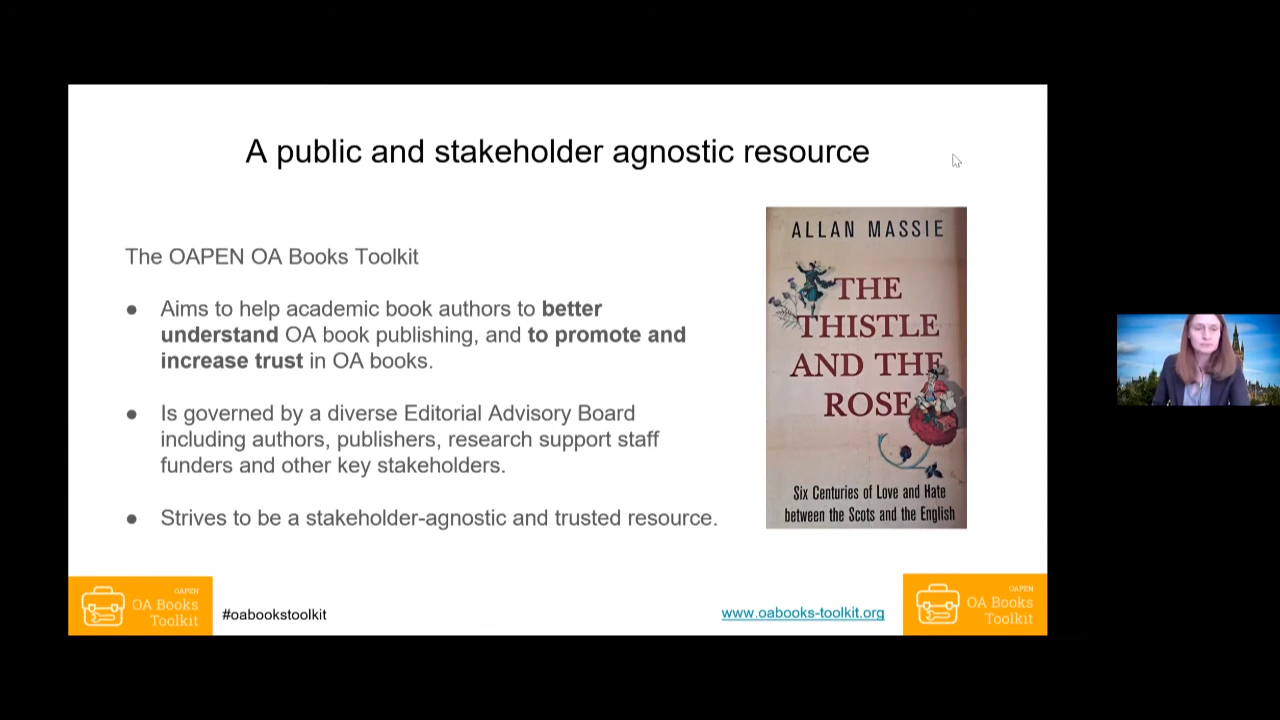 A public and stakeholder agnostic resource
The OAPEN OA Books Toolkit
● Aims to help academic book authors to better
understand OA book publishing, and to promote and
increase trust in OA books.
● Is governed by a diverse Editorial Advisory Board
including authors, publishers, research support staff
funders and other key stakeholders.
● Strives to be a stakeholder-agnostic and trusted resource.
ALLAN MASSIE
THE
THISTLE
AND THE
ROSE
Six Centuries of Love and Hate
between the Scots and the English
OAPEN
OA Books
Toolkit
#oabookstoolkit
www.oabooks-toolkit.org
OAPEN
OA Books
Toolkit